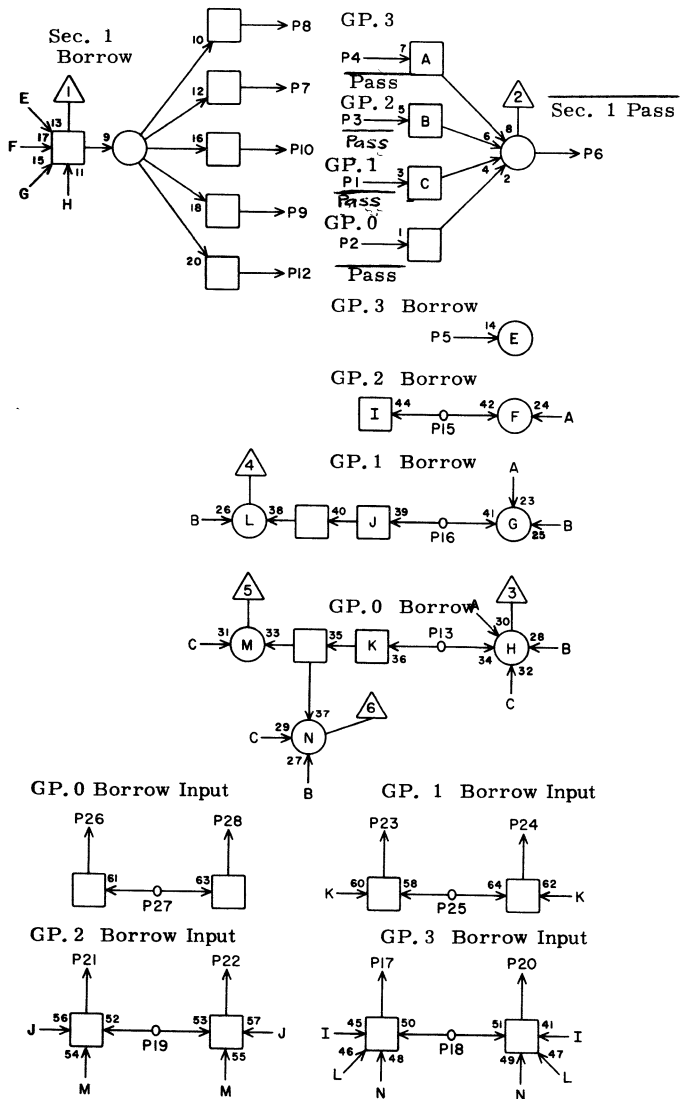 Sec. 1
Borrow
1
E
13
F
17
15
G
11
H
9
10
P8
12
P7
16
P10
18
P9
20
P12
GP.3
P4
7
A
Pass
GP.2
P3
5
B
Pass
GP.1
P1
3
C
Pass
GP.0
P2
1
Pass
2
Sec. 1 Pass
8
6
4
2
P6
GP.3 Borrow
P5
14
E
GP.2 Borrow
I
44
P15
42
F
24
A
GP.1 Borrow
4
B
26
L
38
40
J
39
P16
41
G
A
23
25
B
GP.0 Borrow
5
C
31
M
33
35
K
36
P13
34
H
A
30
3
28
B
32
C
37
6
C
29
N
27
B
GP.0 Borrow Input
P26
P28
61
P27
63
GP. 1 Borrow Input
P23
P24
K
60
58
P25
64
62
K
GP.2 Borrow Input
P21
P22
J
56
52
P19
53
57
J
54
M
55
M
GP.3 Borrow Input
P17
P20
I
45
50
P18
51
41
I
46
L
48
N
49
N
47
L